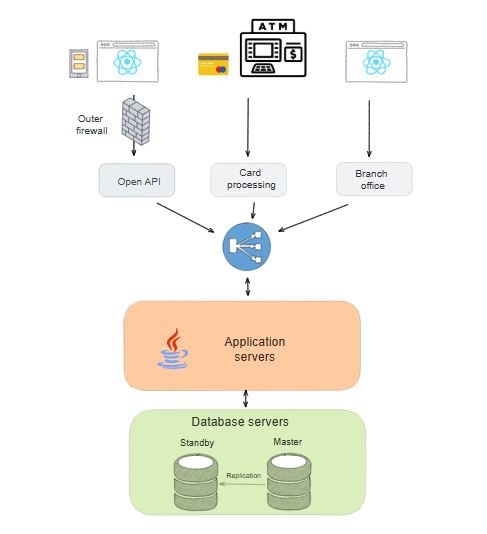 ATM
$
Outer
firewall
Open API
Card
processing
Branch
office
Application
servers
Database servers
Standby
Master
Replication